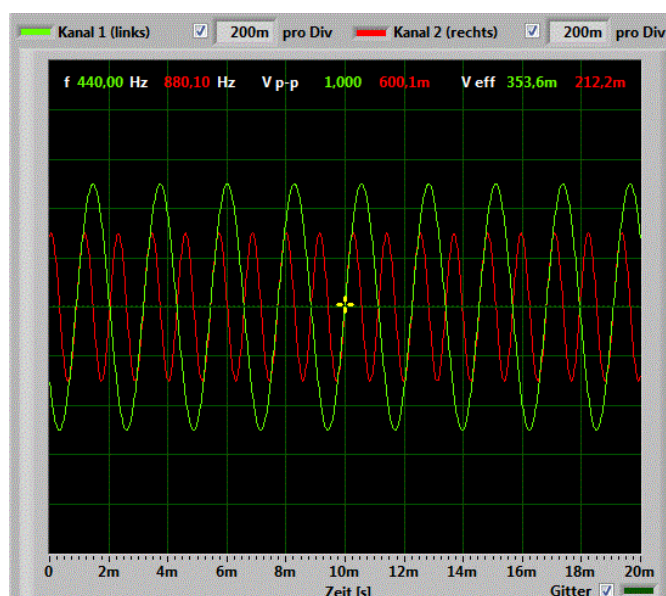 Kanal 1 (links) 200m pro Div Kanal 2 (rechts) 200m pro Div
f 440,00 Hz 880,10 Hz V p-p 1,000 600,1m V eff 353,6m 212,2m
0 2m 4m 6m 8m 10m 12m 14m 16m 18m 20m
Zeit [s] Gitter